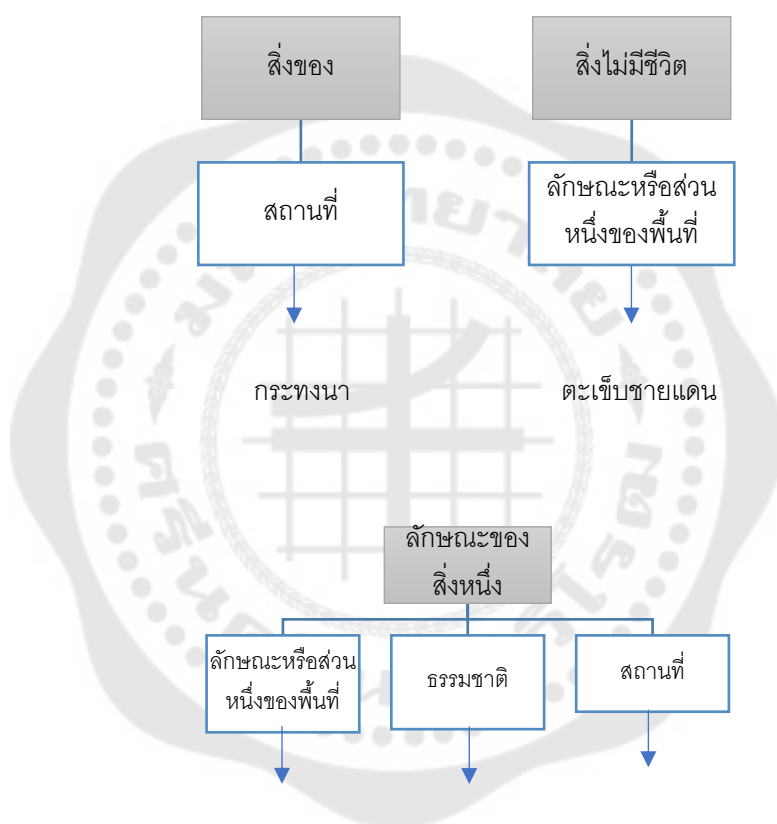 สิ่งของ
สิ่งไม่มีชีวิต
สถานที่
ลักษณะหรือส่วน
หนึ่งของพื้นที่
กระทงนา
ตะเข็บชายแดน
ลักษณะของ
สิ่งหนึ่ง
ลักษณะหรือส่วน
หนึ่งของพื้นที่
ธรรมชาติ
สถานที่